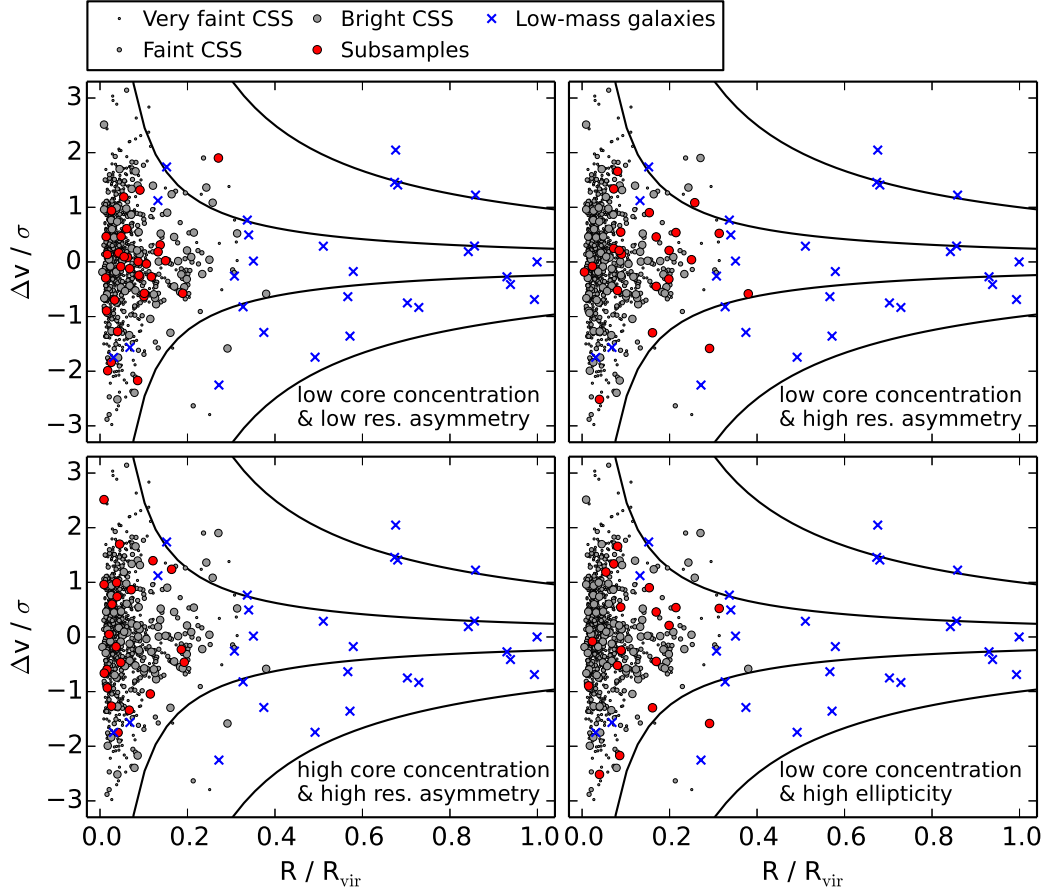 Very faint CSS Bright CSS Low-mass galaxies
Faint CSS Subsamples
3
2
1
0
−1
−2
−3
Δv / σ
low core concentration
& low res. asymmetry
low core concentration
& high res. asymmetry
3
2
1
0
−1
−2
−3
Δv / σ
high core concentration
& high res. asymmetry
low core concentration
& high ellipticity
0.0 0.2 0.4 0.6 0.8 1.0
0.0 0.2 0.4 0.6 0.8 1.0
R / Rvir
R / Rvir